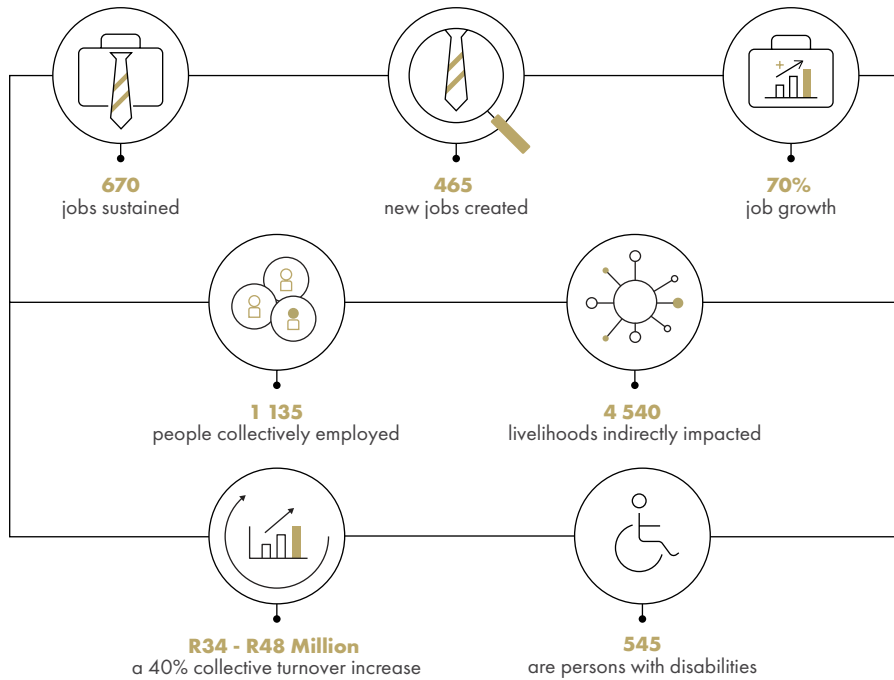 670
jobs sustained
465
new jobs created
70%
job growth
1 135
people collectively employed
4 540
livelihoods indirectly impacted
R34 - R48 Million
a 40% collective turnover increase
545
are persons with disabilities